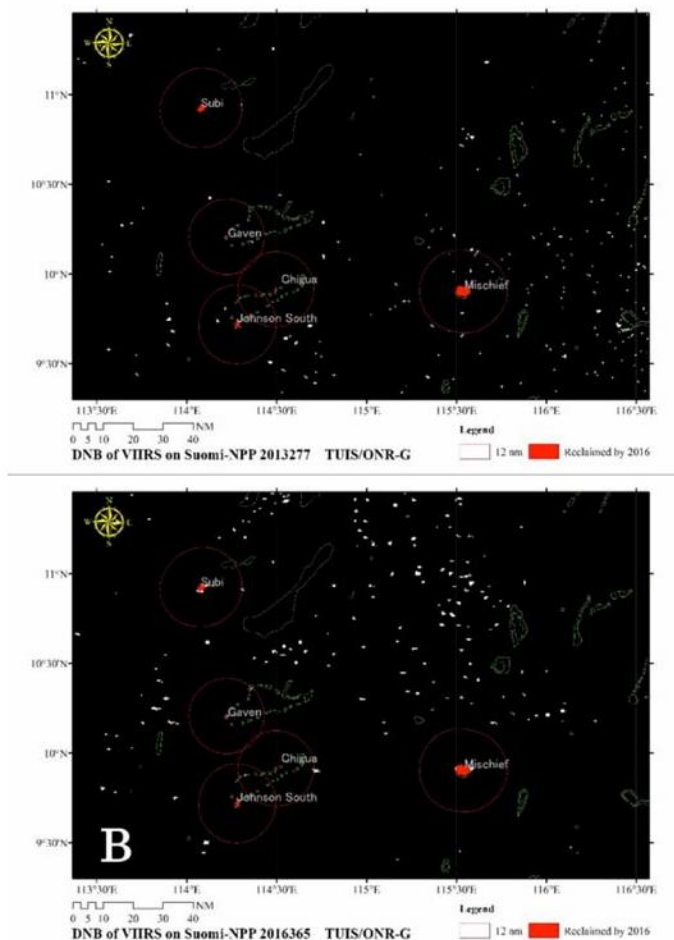 N
W E
S
11°N
Subi
10°30'N
Gaven
10°N
Chigua
Mischief
Johnson South
9°30'N
113°30'E 114°E 114°30'E 115°E 115°30'E 116°E 116°30'E
NM
0 5 10 20 30 40
Legend
DNB of VIIRS on Suomi-NPP 2013277 TUIS/ONR-G
12 nm Reclaimed by 2016
N
W E
S
11°N
Subi
10°30'N
Gaven
10°N
Chigua
Mischief
Johnson South
9°30'N
B
113°30'E 114°E 114°30'E 115°E 115°30'E 116°E 116°30'E
NM
0 5 10 20 30 40
Legend
DNB of VIIRS on Suomi-NPP 2016365 TUIS/ONR-G
12 nm Reclaimed by 2016